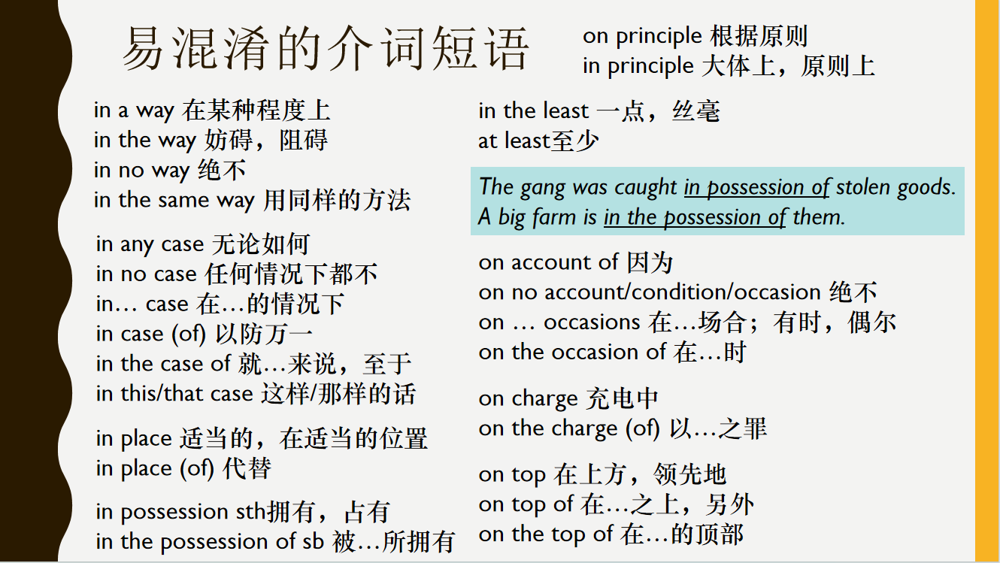 易混淆的介词短语
on principle 根据原则
in principle 大体上，原则上
in a way 在某种程度上
in the way 妨碍，阻碍
in no way 绝不
in the same way 用同样的方法
in any case 无论如何
in no case 任何情况下都不
in… case 在…的情况下
in case (of) 以防万一
in the case of 就…来说，至于
in this/that case 这样/那样的话
in place 适当的，在适当的位置
in place (of) 代替
in possession sth拥有，占有
in the possession of sb 被…所拥有
in the least 一点，丝毫
at least至少
The gang was caught in possession of stolen goods.
A big farm is in the possession of them.
on account of 因为
on no account/condition/occasion 绝不
on … occasions 在…场合；有时，偶尔
on the occasion of 在…时
on charge 充电中
on the charge (of) 以…之罪
on top 在上方，领先地
on top of 在…之上，另外
on the top of 在…的顶部